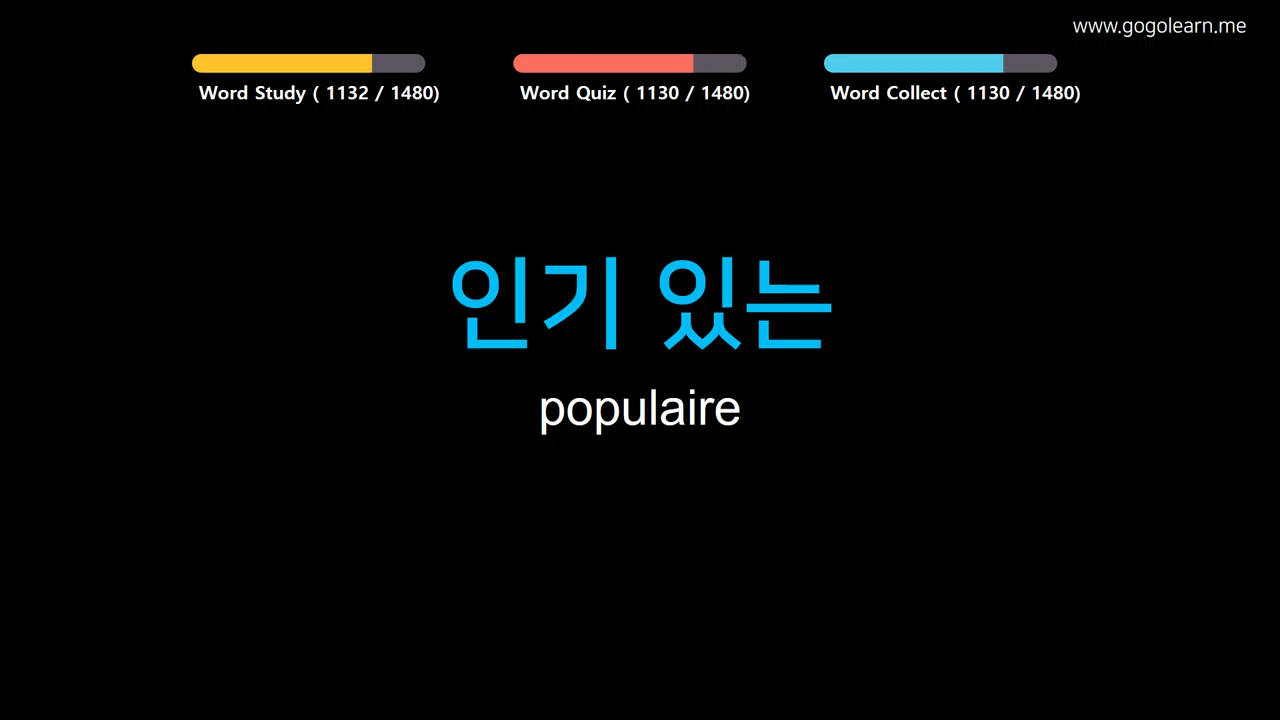 www.gogolearn.me
Word Study ( 1132 / 1480)
Word Quiz ( 1130 / 1480)
Word Collect ( 1130 / 1480)
인기 있는
populaire